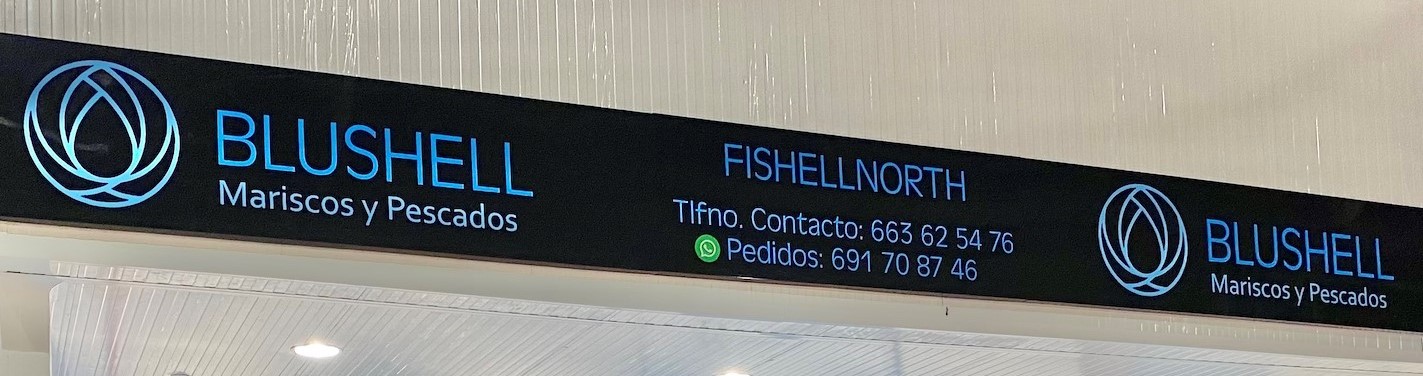 BLUSHELL
Mariscos y Pescados
FISHELLNORTH
Tlfno. Contacto: 663 62 54 76
Pedidos: 691 70 87 46
BLUSHELL
Mariscos y Pescados